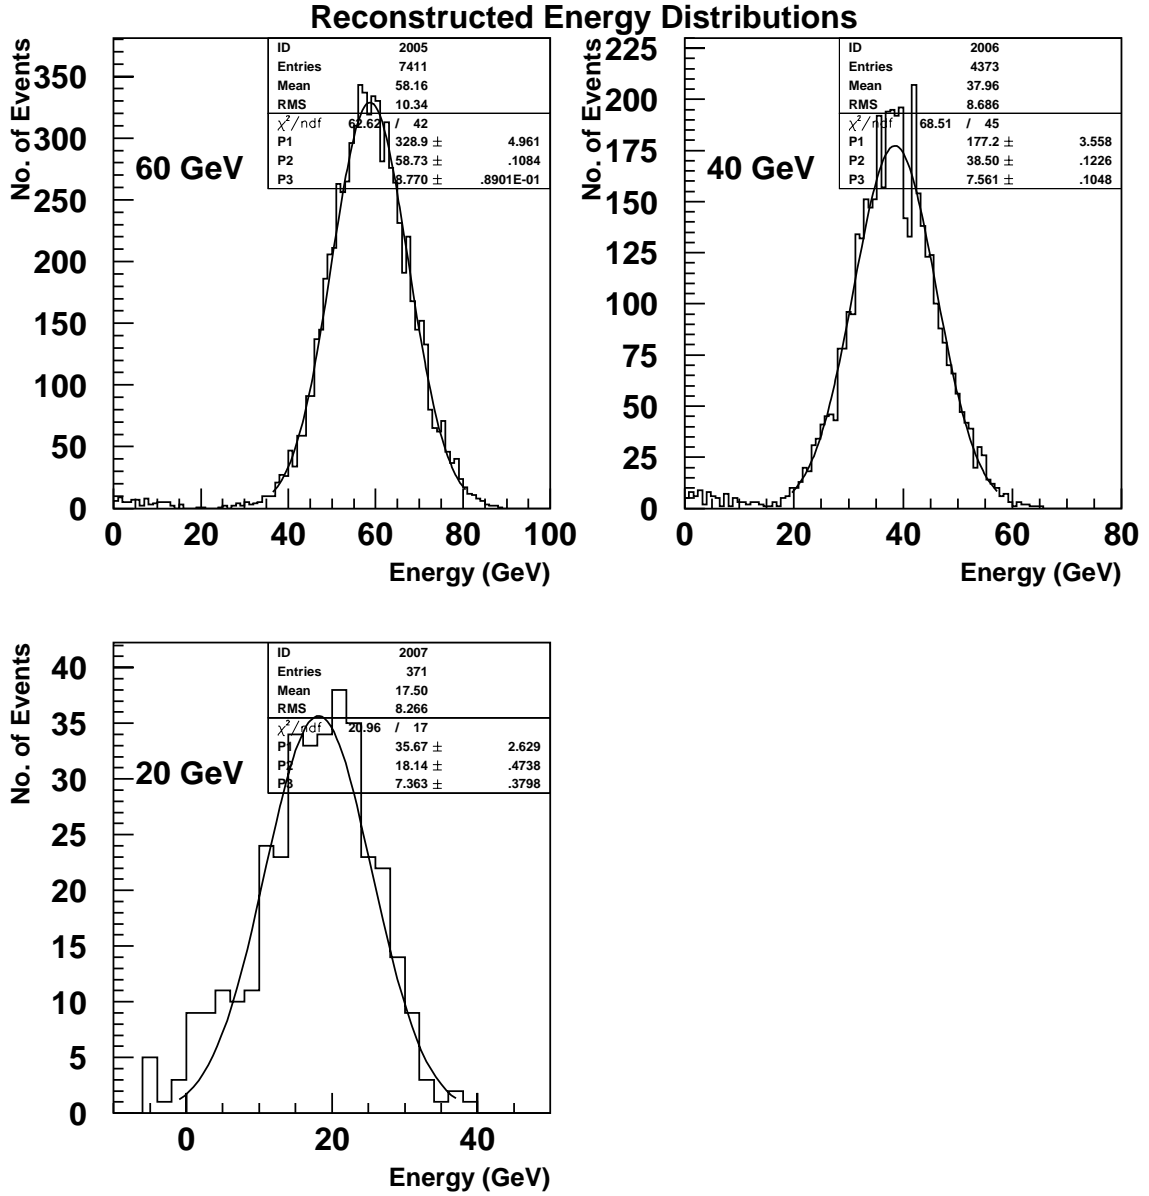 Reconstructed Energy Distributions
No. of Events
350
300
250
200
150
100
50
0
60 GeV
ID 2005
Entries 7411
Mean 58.16
RMS 10.34
χ²/ndf 62.62 / 42
P1 328.9 ± 4.961
P2 58.73 ± .1084
P3 8.770 ± .8901E-01
0 20 40 60 80 100
Energy (GeV)
No. of Events
225
200
175
150
125
100
75
50
25
0
40 GeV
ID 2006
Entries 4373
Mean 37.96
RMS 8.686
χ²/ndf 68.51 / 45
P1 177.2 ± 3.558
P2 38.50 ± .1226
P3 7.561 ± .1048
0 20 40 60 80
Energy (GeV)
No. of Events
40
35
30
25
20
15
10
5
0
20 GeV
ID 2007
Entries 371
Mean 17.50
RMS 8.266
χ²/ndf 20.96 / 17
P1 35.67 ± 2.629
P2 18.14 ± .4738
P3 7.363 ± .3798
0 20 40
Energy (GeV)